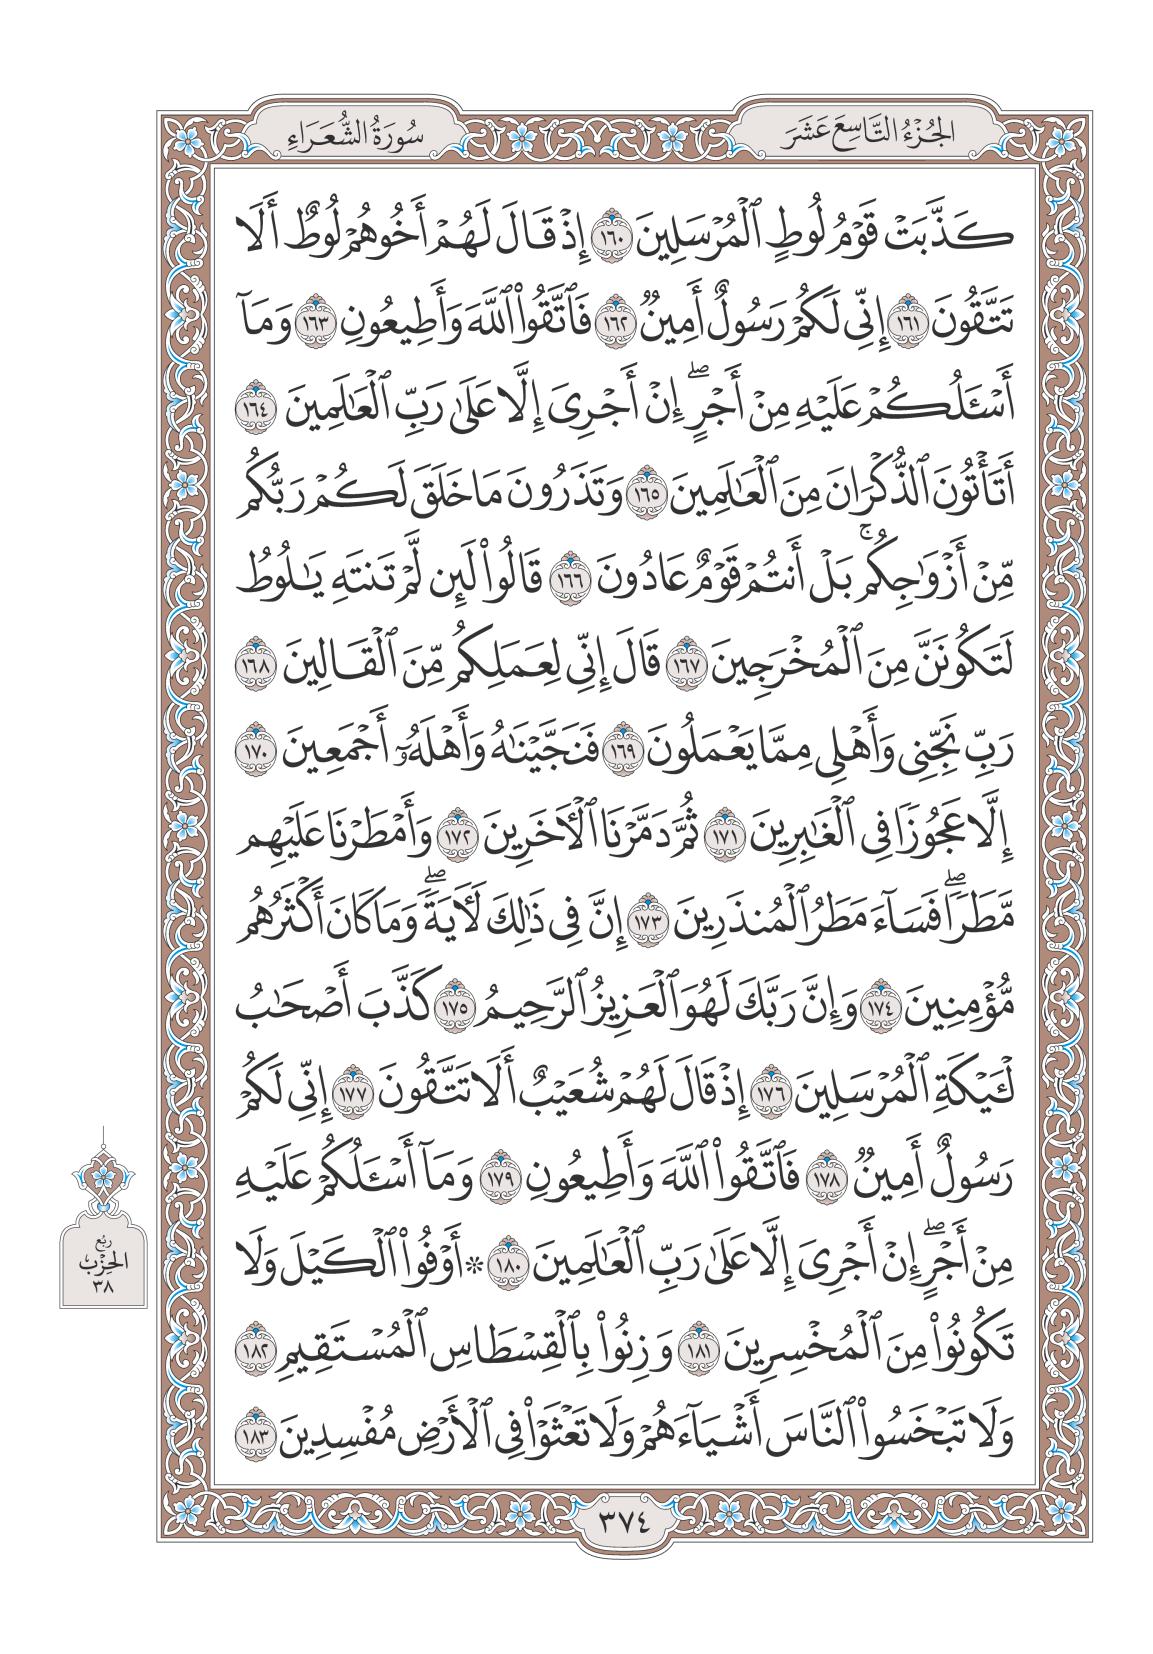 الجُزْءُ التَّاسِعَ عَشَرَ
سُورَةُ الشُّعَرَاءِ
كَذَّبَتْ قَوْمُ لُوطٍ ٱلْمُرْسَلِينَ ١٦٠ إِذْ قَالَ لَهُمْ أَخُوهُمْ لُوطٌ أَلَا
تَتَّقُونَ ١٦١ إِنِّى لَكُمْ رَسُولٌ أَمِينٌ ١٦٢ فَٱتَّقُوا۟ ٱللَّهَ وَأَطِيعُونِ ١٦٣ وَمَآ
أَسْـَٔلُكُمْ عَلَيْهِ مِنْ أَجْرٍ ۖ إِنْ أَجْرِىَ إِلَّا عَلَىٰ رَبِّ ٱلْعَـٰلَمِينَ ١٦٤
أَتَأْتُونَ ٱلذُّكْرَانَ مِنَ ٱلْعَـٰلَمِينَ ١٦٥ وَتَذَرُونَ مَا خَلَقَ لَكُمْ رَبُّكُم
مِّنْ أَزْوَٰجِكُم ۚ بَلْ أَنتُمْ قَوْمٌ عَادُونَ ١٦٦ قَالُوا۟ لَئِن لَّمْ تَنتَهِ يَـٰلُوطُ
لَتَكُونَنَّ مِنَ ٱلْمُخْرَجِينَ ١٦٧ قَالَ إِنِّى لِعَمَلِكُم مِّنَ ٱلْقَالِينَ ١٦٨
رَبِّ نَجِّنِى وَأَهْلِى مِمَّا يَعْمَلُونَ ١٦٩ فَنَجَّيْنَـٰهُ وَأَهْلَهُۥٓ أَجْمَعِينَ ١٧٠
إِلَّا عَجُوزًا فِى ٱلْغَـٰبِرِينَ ١٧١ ثُمَّ دَمَّرْنَا ٱلْـَٔاخَرِينَ ١٧٢ وَأَمْطَرْنَا عَلَيْهِم
مَّطَرًا ۖ فَسَآءَ مَطَرُ ٱلْمُنذَرِينَ ١٧٣ إِنَّ فِى ذَٰلِكَ لَـَٔايَةً ۖ وَمَا كَانَ أَكْثَرُهُم
مُّؤْمِنِينَ ١٧٤ وَإِنَّ رَبَّكَ لَهُوَ ٱلْعَزِيزُ ٱلرَّحِيمُ ١٧٥ كَذَّبَ أَصْحَـٰبُ
لْـَٔيْكَةِ ٱلْمُرْسَلِينَ ١٧٦ إِذْ قَالَ لَهُمْ شُعَيْبٌ أَلَا تَتَّقُونَ ١٧٧ إِنِّى لَكُمْ
رَسُولٌ أَمِينٌ ١٧٨ فَٱتَّقُوا۟ ٱللَّهَ وَأَطِيعُونِ ١٧٩ وَمَآ أَسْـَٔلُكُمْ عَلَيْهِ
مِنْ أَجْرٍ ۖ إِنْ أَجْرِىَ إِلَّا عَلَىٰ رَبِّ ٱلْعَـٰلَمِينَ ١٨٠ ۞ أَوْفُوا۟ ٱلْكَيْلَ وَلَا
تَكُونُوا۟ مِنَ ٱلْمُخْسِرِينَ ١٨١ وَزِنُوا۟ بِٱلْقِسْطَاسِ ٱلْمُسْتَقِيمِ ١٨٢
وَلَا تَبْخَسُوا۟ ٱلنَّاسَ أَشْيَآءَهُمْ وَلَا تَعْثَوْا۟ فِى ٱلْأَرْضِ مُفْسِدِينَ ١٨٣
ربع
الحِزْب
٣٨
٣٧٤